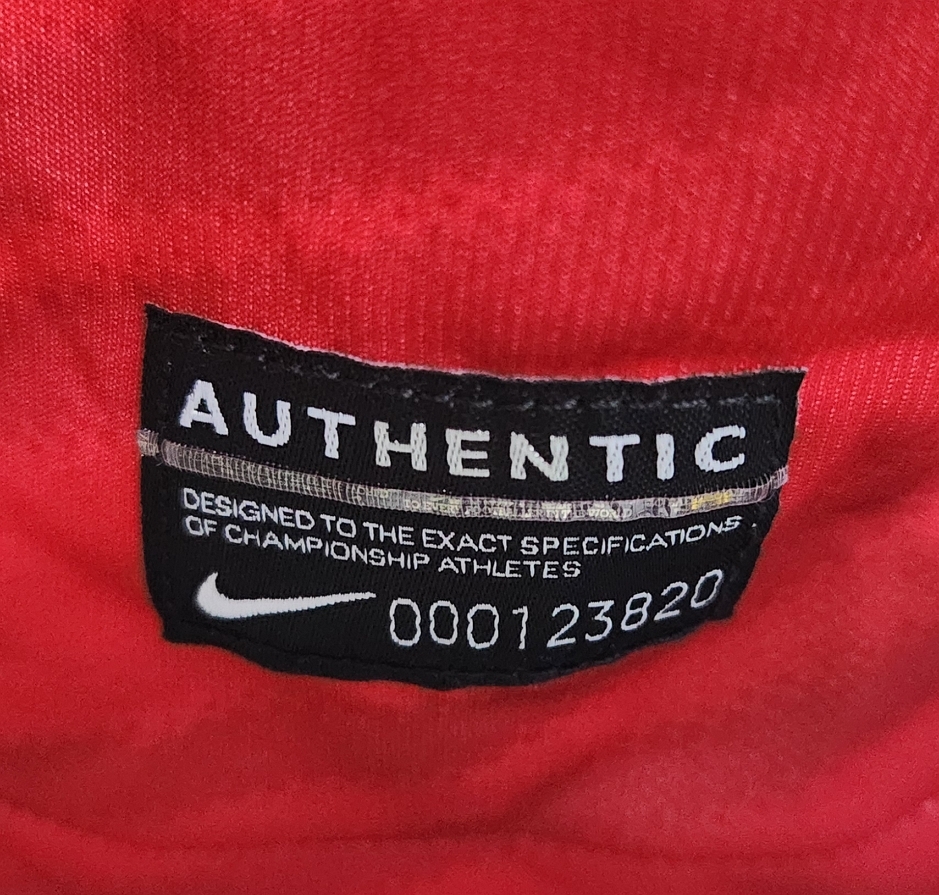 AUTHENTIC
DESIGNED TO THE EXACT SPECIFICATIONS
OF CHAMPIONSHIP ATHLETES
000123820